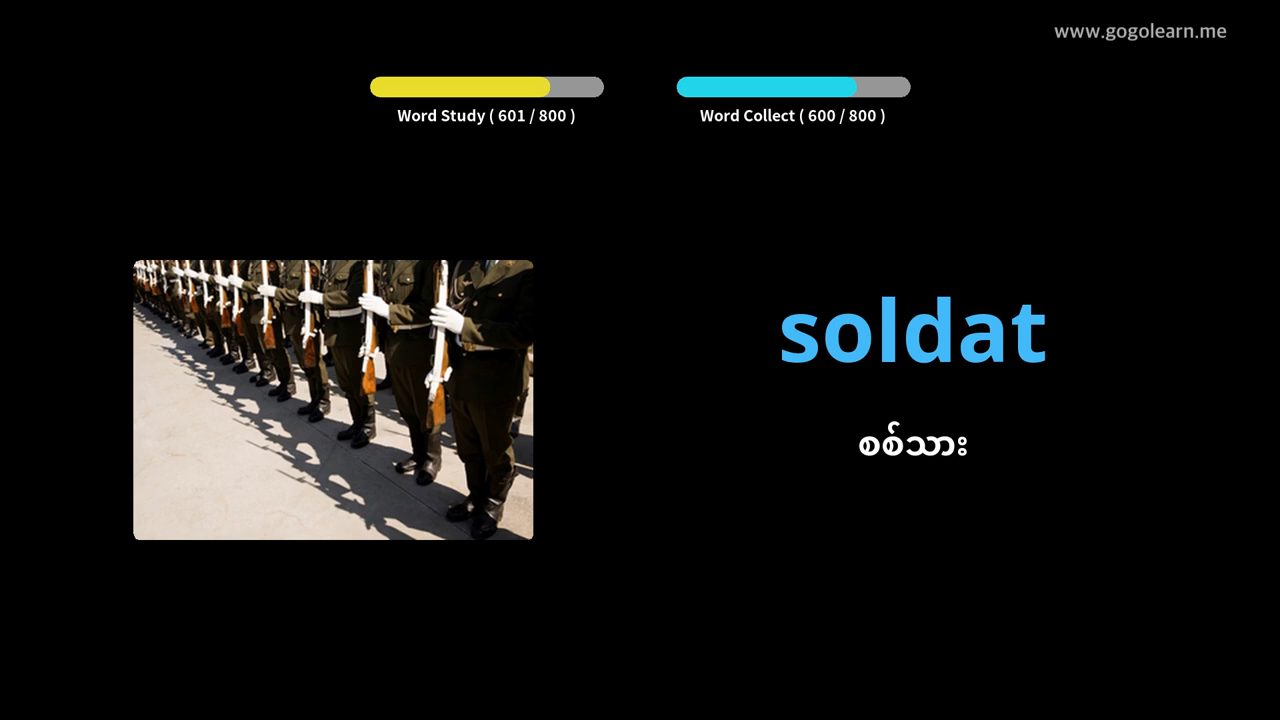 www.gogolearn.me
Word Study ( 601 / 800 )
Word Collect ( 600 / 800 )
soldat
စစ်သား